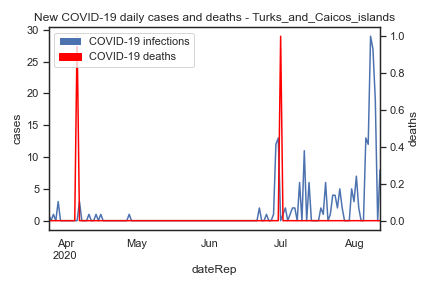 New COVID-19 daily cases and deaths - Turks_and_Caicos_islands
COVID-19 infections
COVID-19 deaths
30
25
20
15
10
5
0
cases
1.0
0.8
0.6
0.4
0.2
0.0
deaths
Apr
2020
May
Jun
Jul
Aug
dateRep